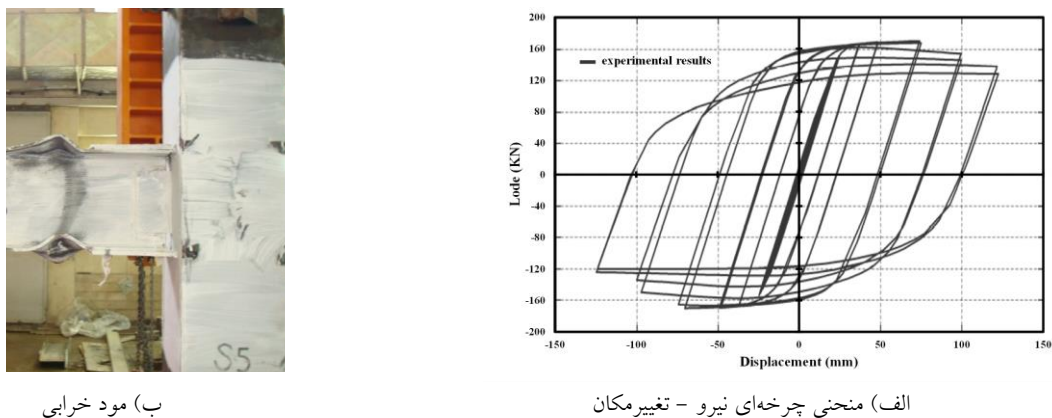 S5
200
160
120
80
40
0
-40
-80
-120
-160
-200
experimental results
Lode (KN)
-150 -100 -50 0 50 100 150
Displacement (mm)
الف) منحنی چرخه‌ای نیرو - تغییرمکان
ب) مود خرابی